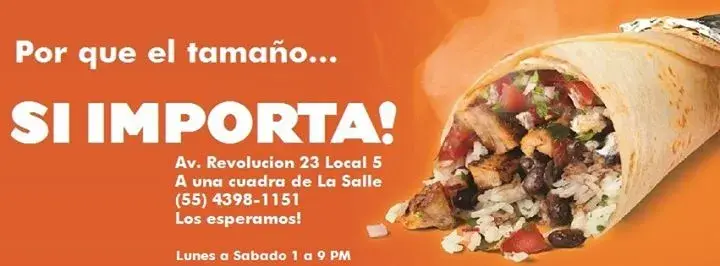 Por que el tamaño...
SI IMPORTA!
Av. Revolucion 23 Local 5
A una cuadra de La Salle
(55) 4398-1151
Los esperamos!
Lunes a Sabado 1 a 9 PM